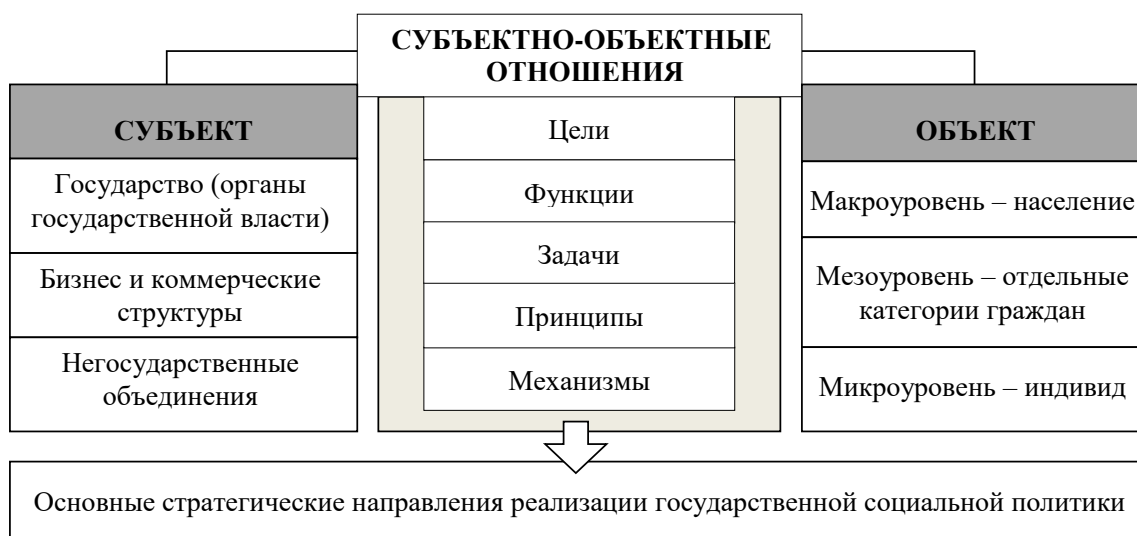 СУБЪЕКТНО-ОБЪЕКТНЫЕ
ОТНОШЕНИЯ
СУБЪЕКТ
Государство (органы
государственной власти)
Бизнес и коммерческие
структуры
Негосударственные
объединения
Цели
Функции
Задачи
Принципы
Механизмы
ОБЪЕКТ
Макроуровень – население
Мезоуровень – отдельные
категории граждан
Микроуровень – индивид
Основные стратегические направления реализации государственной социальной политики